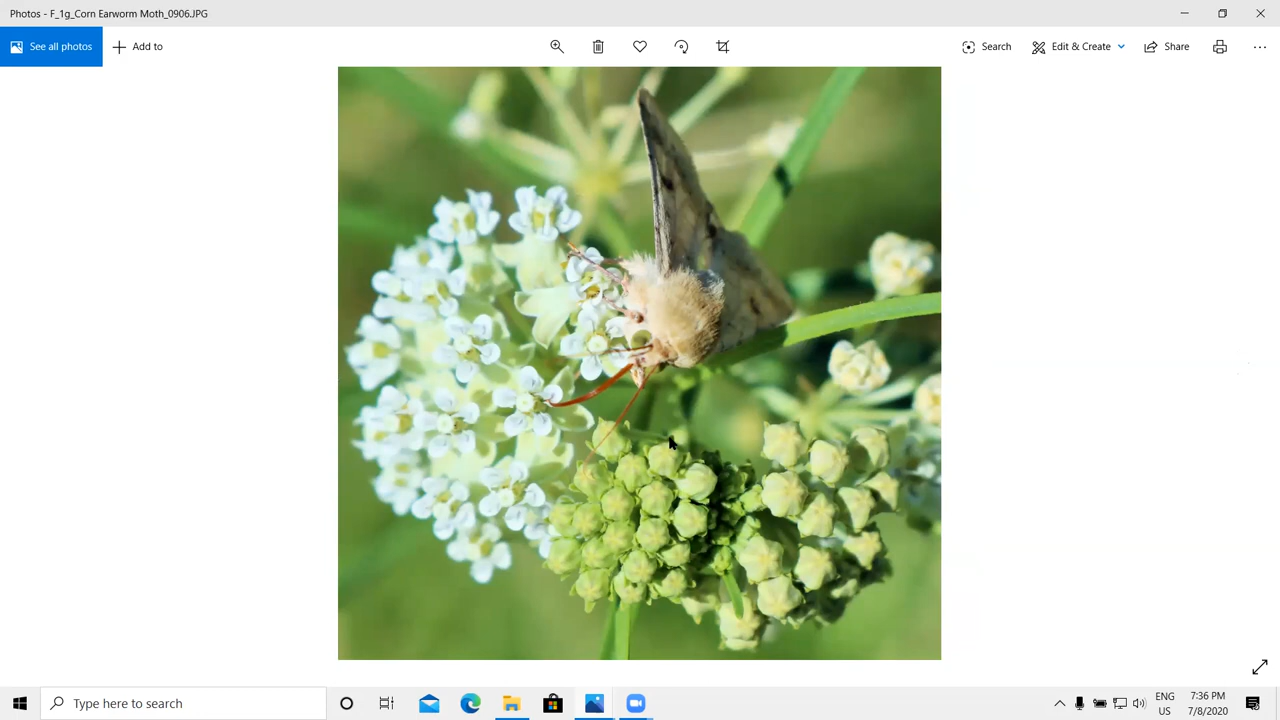 Photos - F_1g_Corn Earworm Moth_0906.JPG
See all photos
Add to
Search
Edit & Create
Share
Type here to search
ENG
US
7:36 PM
7/8/2020